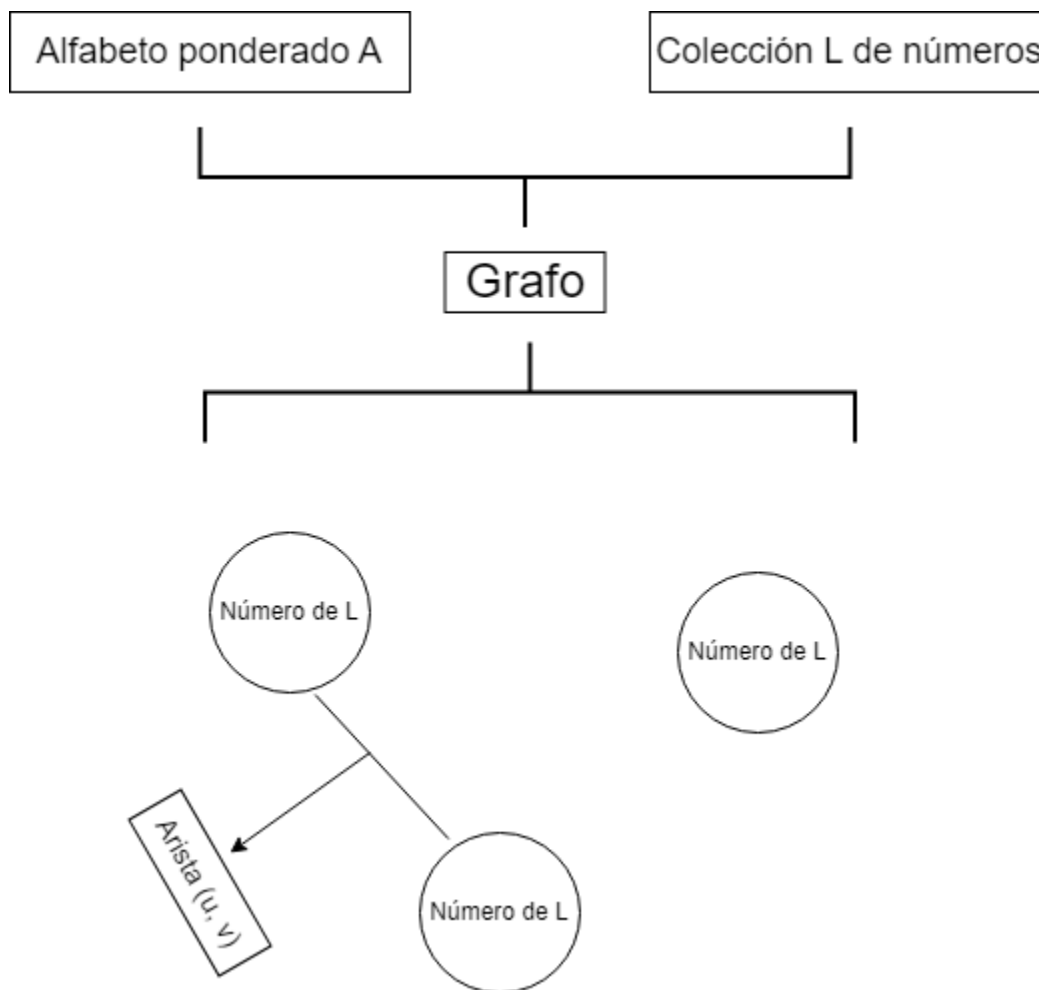 Alfabeto ponderado A
Colección L de números
Grafo
Número de L
Número de L
Arista (u, v)
Número de L